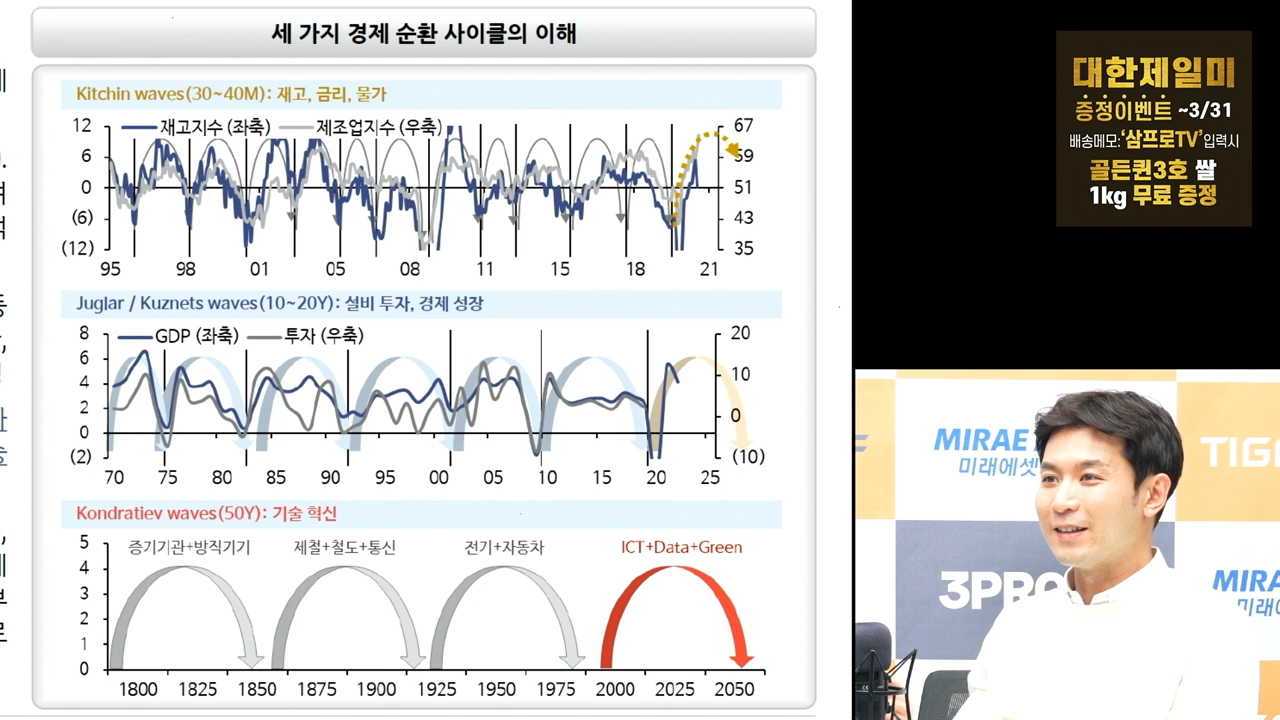 세 가지 경제 순환 사이클의 이해
Kitchin waves(30~40M): 재고, 금리, 물가
재고지수 (좌축)
제조업지수 (우축)
12
6
0
(6)
(12)
67
59
51
43
35
95 98 01 05 08 11 15 18 21
Juglar / Kuznets waves(10~20Y): 설비 투자, 경제 성장
GDP (좌축)
투자 (우축)
8
6
4
2
0
(2)
20
10
0
(10)
70 75 80 85 90 95 00 05 10 15 20 25
Kondratiev waves(50Y): 기술 혁신
증기기관+방직기기
제철+철도+통신
전기+자동차
ICT+Data+Green
5
4
3
2
1
0
1800 1825 1850 1875 1900 1925 1950 1975 2000 2025 2050
대한제일미
증정이벤트 ~3/31
배송메모:'삼프로TV'입력시
골든퀸3호 쌀
1kg 무료 증정
MIRAE
미래에셋
TIG
3PRO
MIRA
미래에